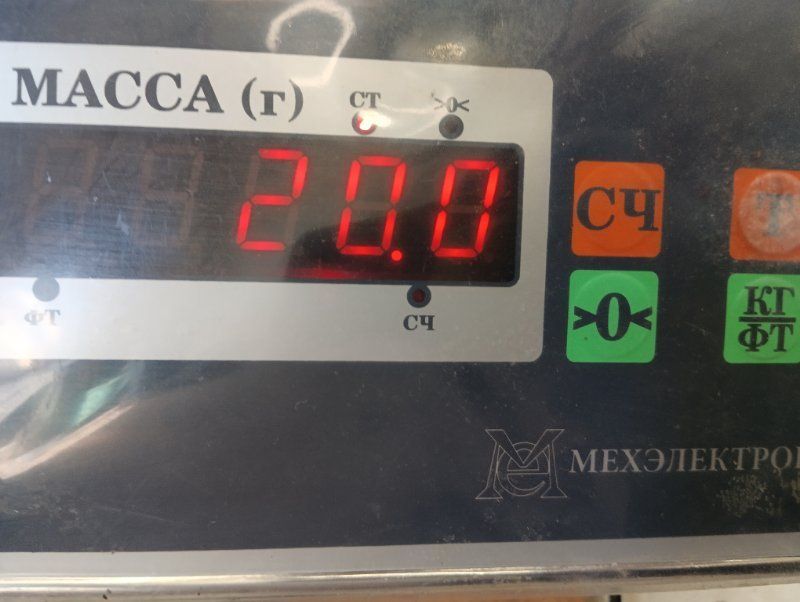 МАССА (г)
СТ >0<
20.0
ФТ СЧ
СЧ Т
>0< КГ
ФТ
МЕХЭЛЕКТРО